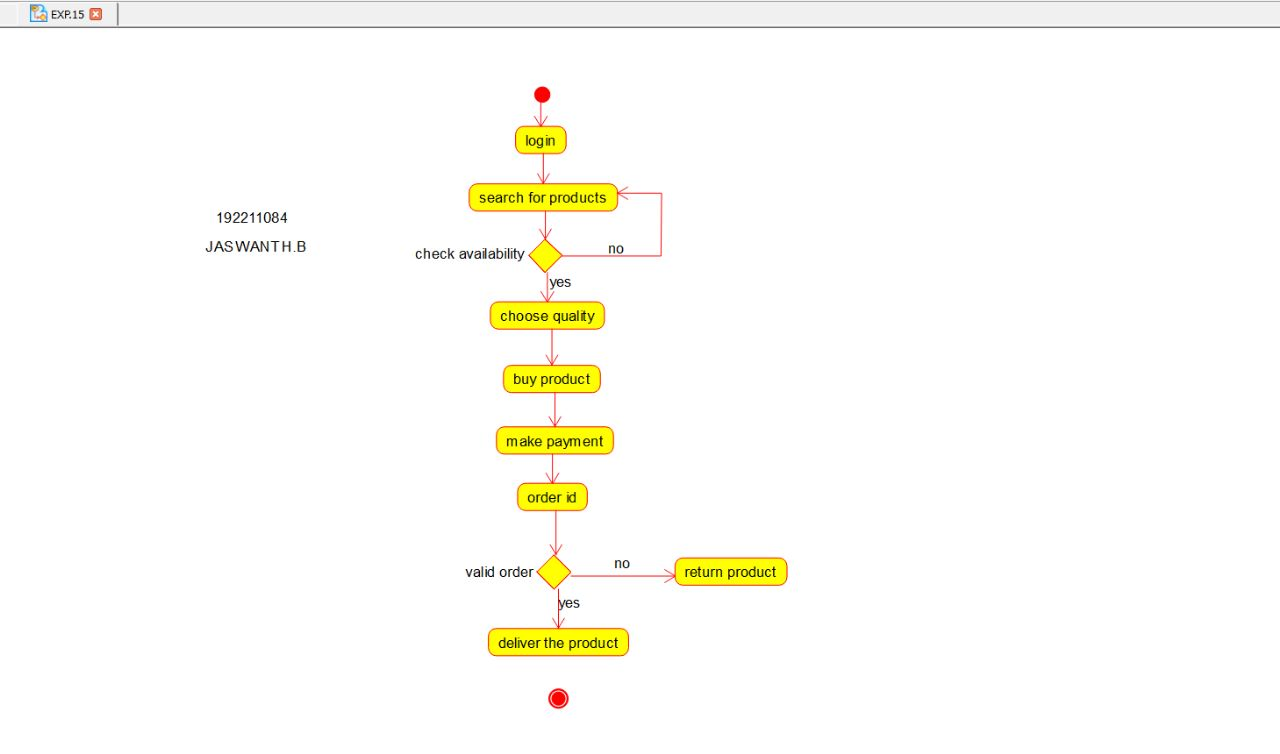 EXP.15
login
search for products
192211084
JASWANTH.B
check availability
no
yes
choose quality
buy product
make payment
order id
no
valid order
return product
yes
deliver the product